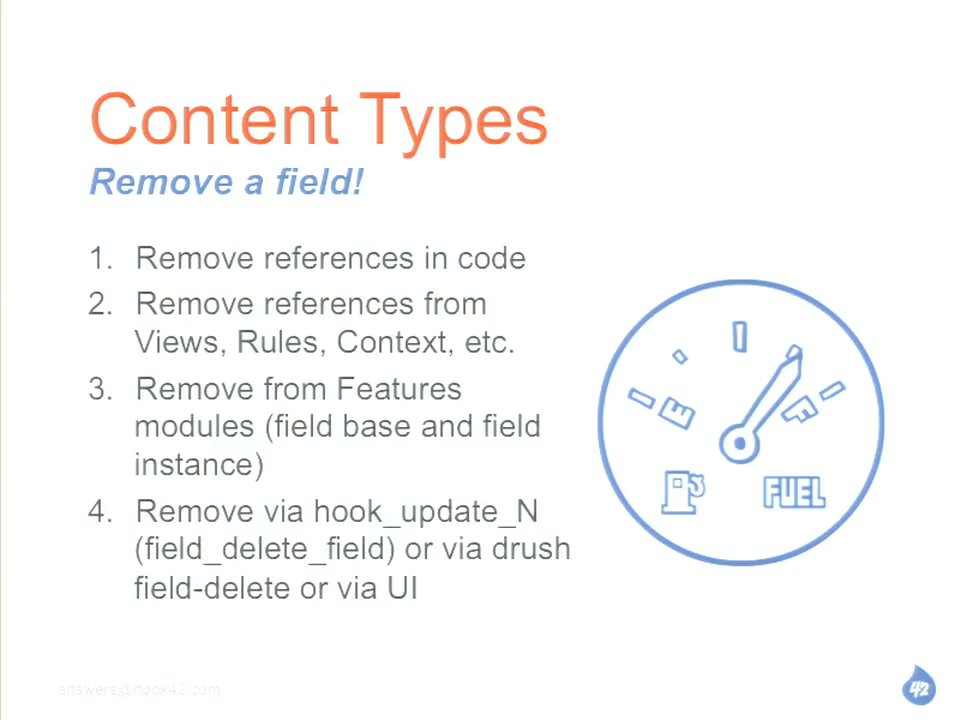 Content Types
Remove a field!
1. Remove references in code
2. Remove references from
Views, Rules, Context, etc.
3. Remove from Features
modules (field base and field
instance)
4. Remove via hook_update_N
(field_delete_field) or via drush
field-delete or via UI
E
F
FUEL
answers@hook42.com
42